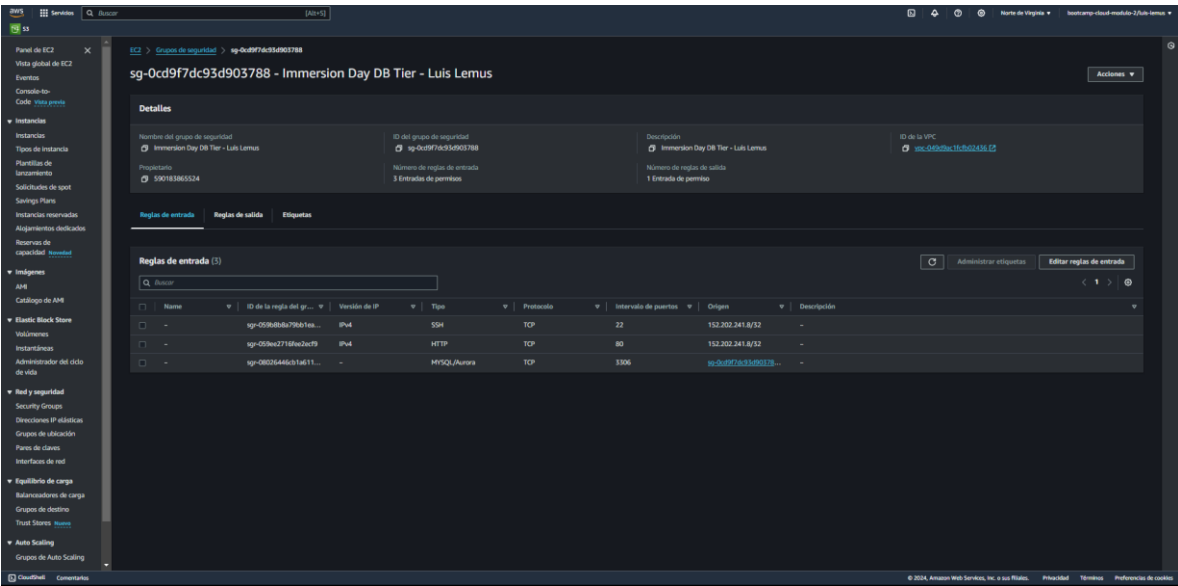 aws Servicios Buscar [Alt+S] Norte de Virginia bootcamp-cloud-modulo-2/luis-lemus
S3
Panel de EC2
Vista global de EC2
Eventos
Console-to-
Code Vista previa
Instancias
Instancias
Tipos de instancia
Plantillas de
lanzamiento
Solicitudes de spot
Savings Plans
Instancias reservadas
Alojamientos dedicados
Reservas de
capacidad Novedad
Imágenes
AMI
Catálogo de AMI
Elastic Block Store
Volúmenes
Instantáneas
Administrador del ciclo
de vida
Red y seguridad
Security Groups
Direcciones IP elásticas
Grupos de ubicación
Pares de claves
Interfaces de red
Equilibrio de carga
Balanceadores de carga
Grupos de destino
Trust Stores Nuevo
Auto Scaling
Grupos de Auto Scaling
EC2 > Grupos de seguridad > sg-0cd9f7dc93d903788
sg-0cd9f7dc93d903788 - Immersion Day DB Tier - Luis Lemus
Acciones
Detalles
Nombre del grupo de seguridad
Immersion Day DB Tier - Luis Lemus
ID del grupo de seguridad
sg-0cd9f7dc93d903788
Descripción
Immersion Day DB Tier - Luis Lemus
ID de la VPC
Propietario
590183865524
Número de reglas de entrada
3 Entradas de permisos
Número de reglas de salida
1 Entrada de permiso
Reglas de entrada Reglas de salida Etiquetas
Reglas de entrada (3)
Administrar etiquetas Editar reglas de entrada
Buscar
< 1 >
Name ID de la regla del gr... Versión de IP Tipo Protocolo Intervalo de puertos Origen Descripción
- sgr-059b8b8a79bb1ea... IPv4 SSH TCP 22 152.202.241.8/32 -
- sgr-059ee2716fee2ecf9 IPv4 HTTP TCP 80 152.202.241.8/32 -
- sgr-08026446cb1a611... - MYSQL/Aurora TCP 3306 sg-0cd9f7dc93d90378... -
CloudShell Comentarios © 2024, Amazon Web Services, Inc. o sus filiales. Privacidad Términos Preferencias de cookies